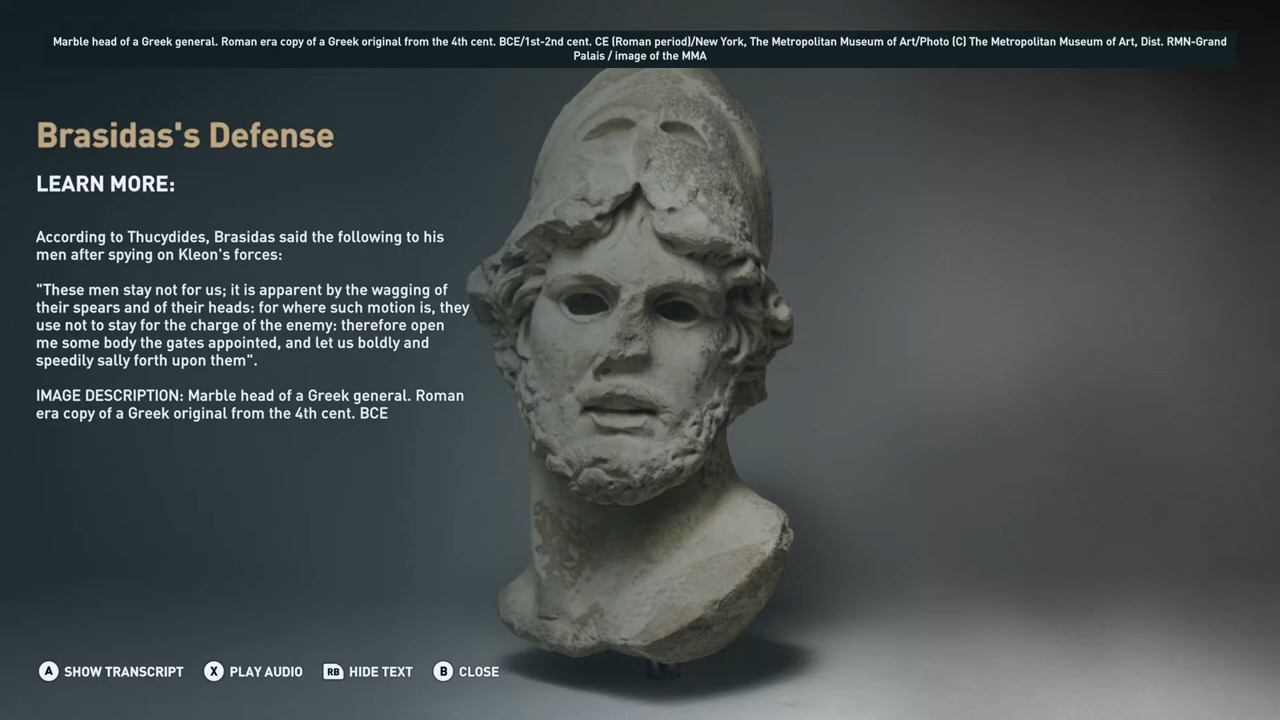 Marble head of a Greek general. Roman era copy of a Greek original from the 4th cent. BCE/1st-2nd cent. CE (Roman period)/New York, The Metropolitan Museum of Art/Photo (C) The Metropolitan Museum of Art, Dist. RMN-Grand
Palais / image of the MMA
Brasidas's Defense
LEARN MORE:
According to Thucydides, Brasidas said the following to his
men after spying on Kleon's forces:
"These men stay not for us; it is apparent by the wagging of
their spears and of their heads: for where such motion is, they
use not to stay for the charge of the enemy: therefore open
me some body the gates appointed, and let us boldly and
speedily sally forth upon them".
IMAGE DESCRIPTION: Marble head of a Greek general. Roman
era copy of a Greek original from the 4th cent. BCE
A SHOW TRANSCRIPT X PLAY AUDIO RB HIDE TEXT B CLOSE